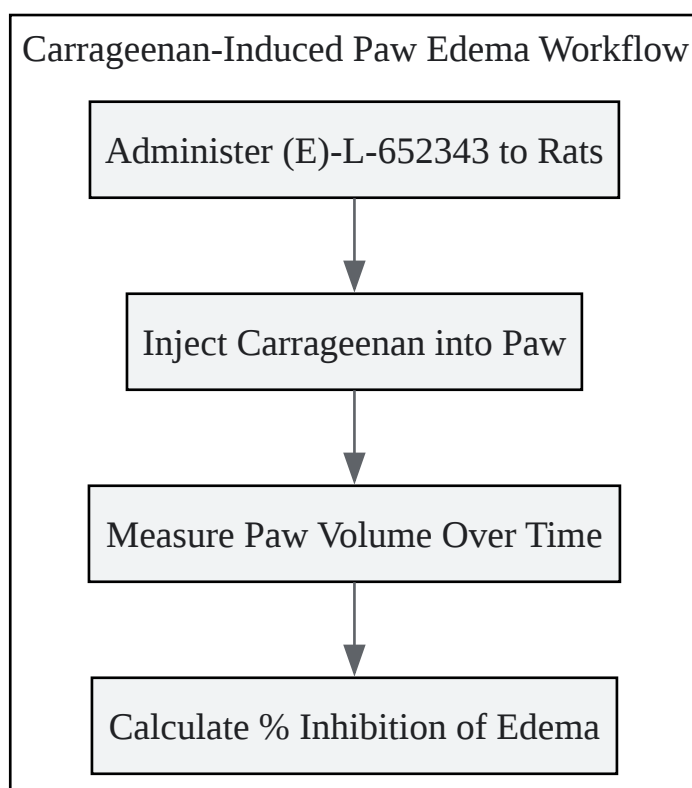 Carrageenan-Induced Paw Edema Workflow
Administer (E)-L-652343 to Rats
Inject Carrageenan into Paw
Measure Paw Volume Over Time
Calculate % Inhibition of Edema